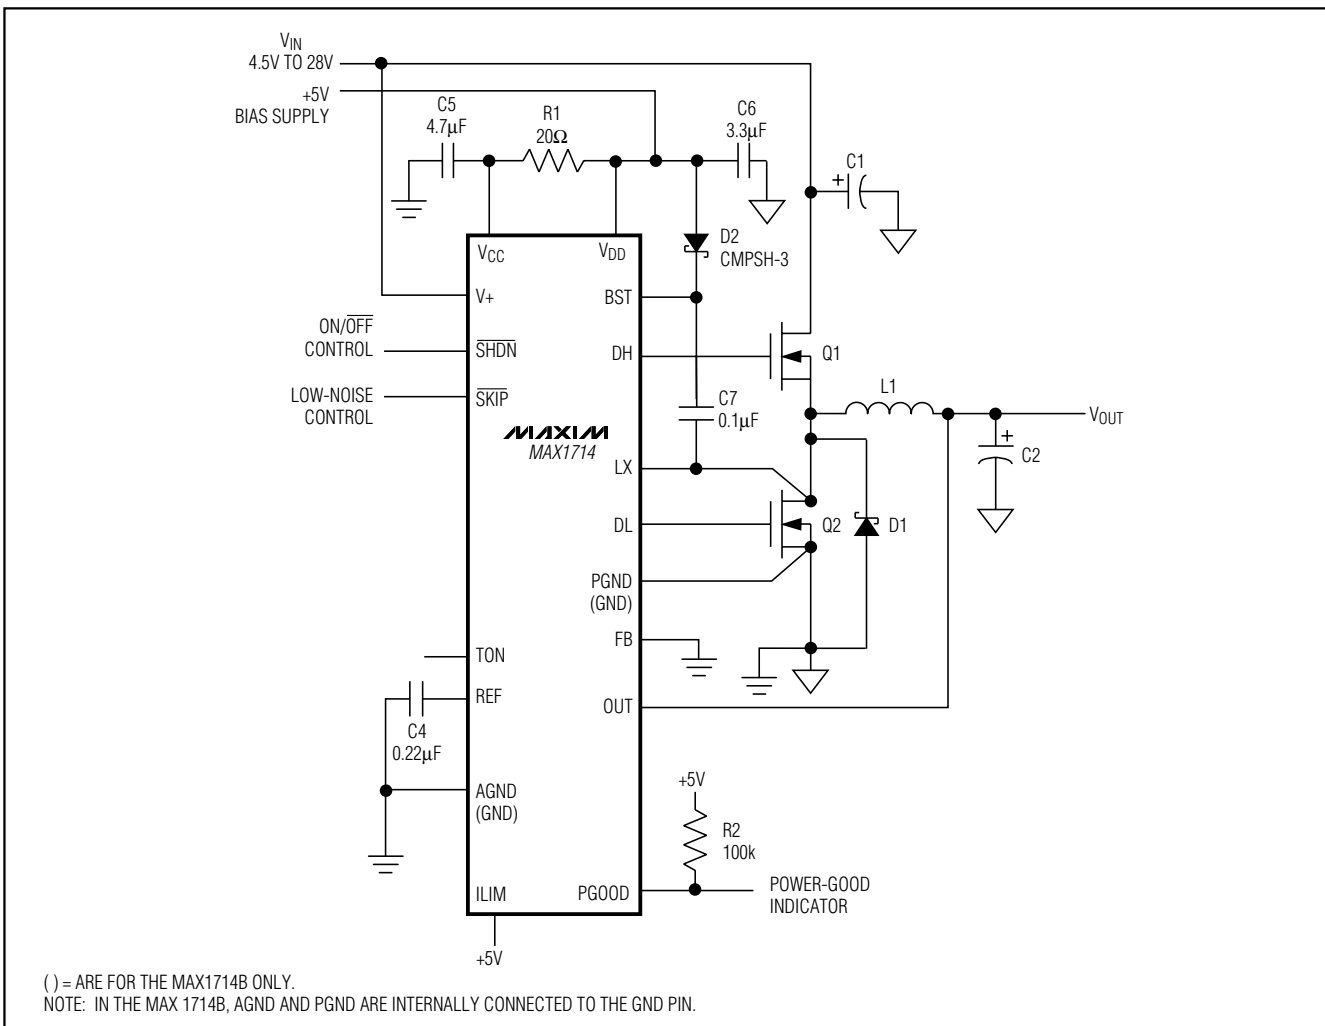 VIN
4.5V TO 28V
+5V
BIAS SUPPLY
C5
4.7μF
R1
20Ω
C6
3.3μF
C1
+
D2
CMPSH-3
VCC
VDD
V+
BST
ON/OFF
CONTROL
SHDN
DH
Q1
LOW-NOISE
CONTROL
SKIP
C7
0.1μF
L1
VOUT
MAXIM
MAX1714
LX
+
C2
DL
Q2
D1
PGND
(GND)
FB
TON
REF
OUT
C4
0.22μF
AGND
(GND)
+5V
R2
100k
ILIM
PGOOD
POWER-GOOD
INDICATOR
+5V
( ) = ARE FOR THE MAX1714B ONLY.
NOTE: IN THE MAX 1714B, AGND AND PGND ARE INTERNALLY CONNECTED TO THE GND PIN.